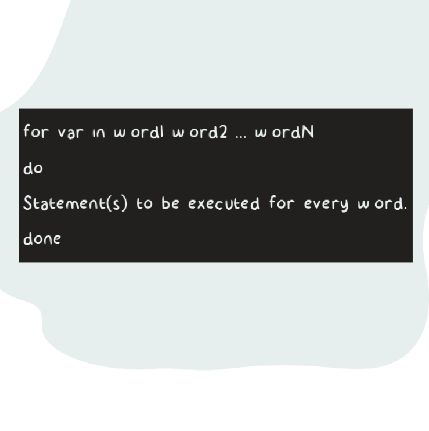 for var in word1 word2 ... wordN
do
Statement(s) to be executed for every word.
done